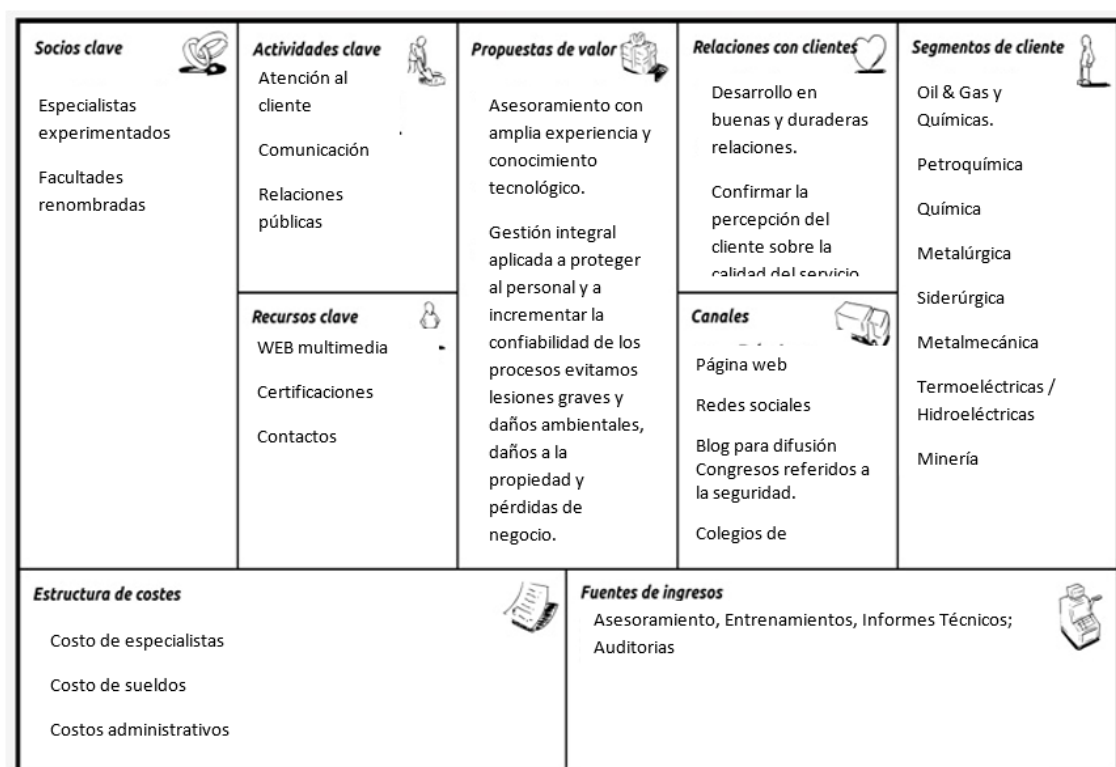 Socios clave
Especialistas
experimentados
Facultades
renombradas
Actividades clave
Atención al
cliente
Comunicación
Relaciones
públicas
Recursos clave
WEB multimedia
Certificaciones
Contactos
Propuestas de valor
Asesoramiento con
amplia experiencia y
conocimiento
tecnológico.
Gestión integral
aplicada a proteger
al personal y a
incrementar la
confiabilidad de los
procesos evitamos
lesiones graves y
daños ambientales,
daños a la
propiedad y
pérdidas de
negocio.
Relaciones con clientes
Desarrollo en
buenas y duraderas
relaciones.
Confirmar la
percepción del
cliente sobre la
calidad del servicio
Canales
Página web
Redes sociales
Blog para difusión
Congresos referidos a
la seguridad.
Colegios de
Segmentos de cliente
Oil & Gas y
Químicas.
Petroquímica
Química
Metalúrgica
Siderúrgica
Metalmecánica
Termoeléctricas /
Hidroeléctricas
Minería
Estructura de costes
Costo de especialistas
Costo de sueldos
Costos administrativos
Fuentes de ingresos
Asesoramiento, Entrenamientos, Informes Técnicos;
Auditorias